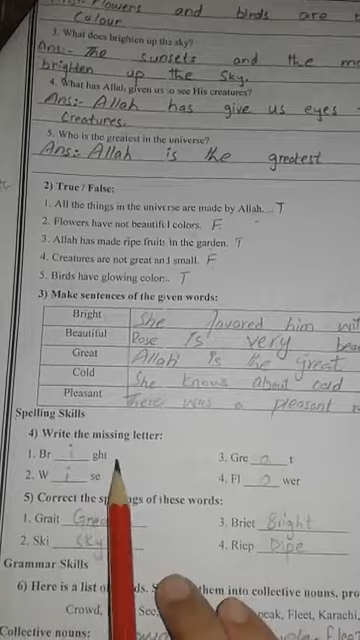 Flowers and birds are
Colour
3. What does brighten up the sky?
Ans:- The sunsets and the mo
brighten up the sky.
4. What has Allah given us to see His creatures?
Ans:- Allah has give us eyes
Creatures.
5. Who is the greatest in the universe?
Ans:- Allah is the greatest
2) True / False:
1. All the things in the universe are made by Allah. T
2. Flowers have not beautiful colors. F
3. Allah has made ripe fruits in the garden. T
4. Creatures are not great and small. F
5. Birds have glowing color. T
3) Make sentences of the given words:
Bright She favored him wit
Beautiful Rose is very bea
Great Allah is the great
Cold She knows about cold
Pleasant There was a pleasant
Spelling Skills
4) Write the missing letter:
1. Br i ght 3. Gre a t
2. W i se 4. Fl o wer
5) Correct the spellings of these words:
1. Grait Great 3. Briet Bright
2. Ski sky 4. Riep Dipe
Grammar Skills
6) Here is a list of them into collective nouns, pro
Crowd, See, Fleet, Karachi,
Collective nouns: